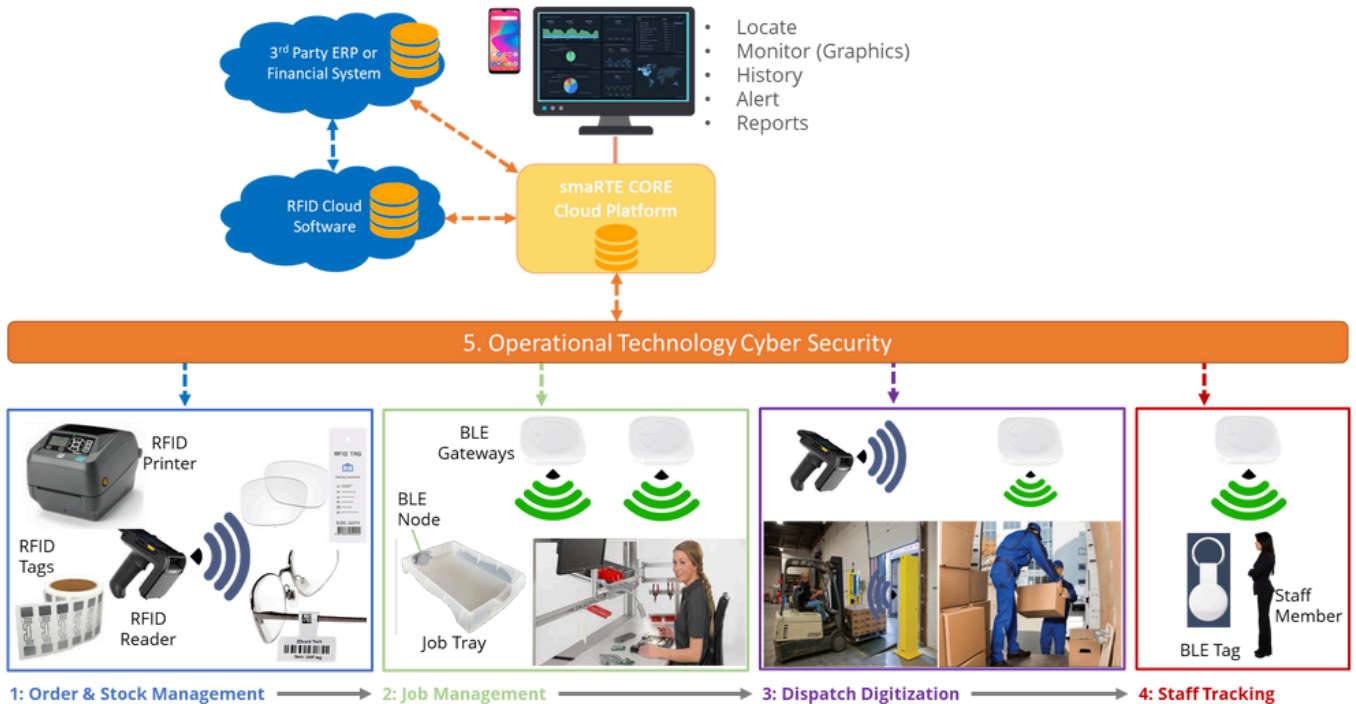 3rd Party ERP or
Financial System
• Locate
• Monitor (Graphics)
• History
• Alert
• Reports
RFID Cloud
Software
smaRTE CORE
Cloud Platform
5. Operational Technology Cyber Security
RFID
Printer
RFID TAG
RFID
Tags
RFID
Reader
BLE
Gateways
BLE
Node
Job Tray
Staff
Member
BLE Tag
1: Order & Stock Management
2: Job Management
3: Dispatch Digitization
4: Staff Tracking